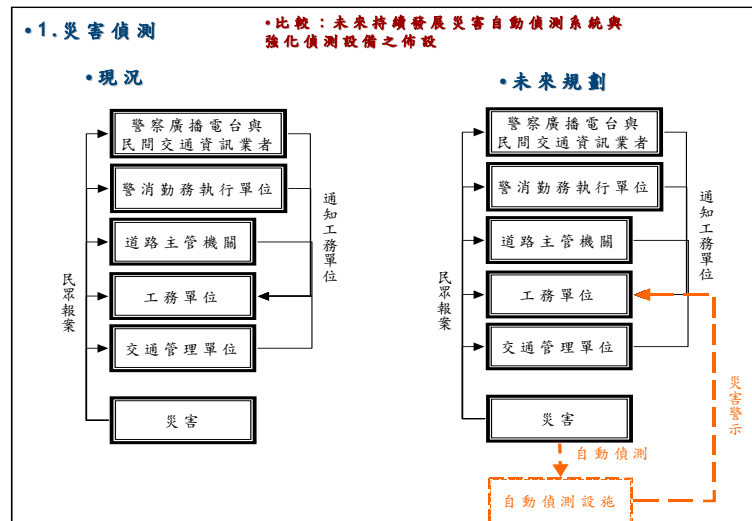 •1.災害偵測
•比較：未來持續發展災害自動偵測系統與
強化偵測設備之佈設
•現況
警察廣播電台與
民間交通資訊業者
警消勤務執行單位
道路主管機關
工務單位
交通管理單位
災害
民眾報案
通知工務單位
•未來規劃
警察廣播電台與
民間交通資訊業者
警消勤務執行單位
道路主管機關
工務單位
交通管理單位
災害
民眾報案
通知工務單位
災害警示
自動偵測
自動偵測設施